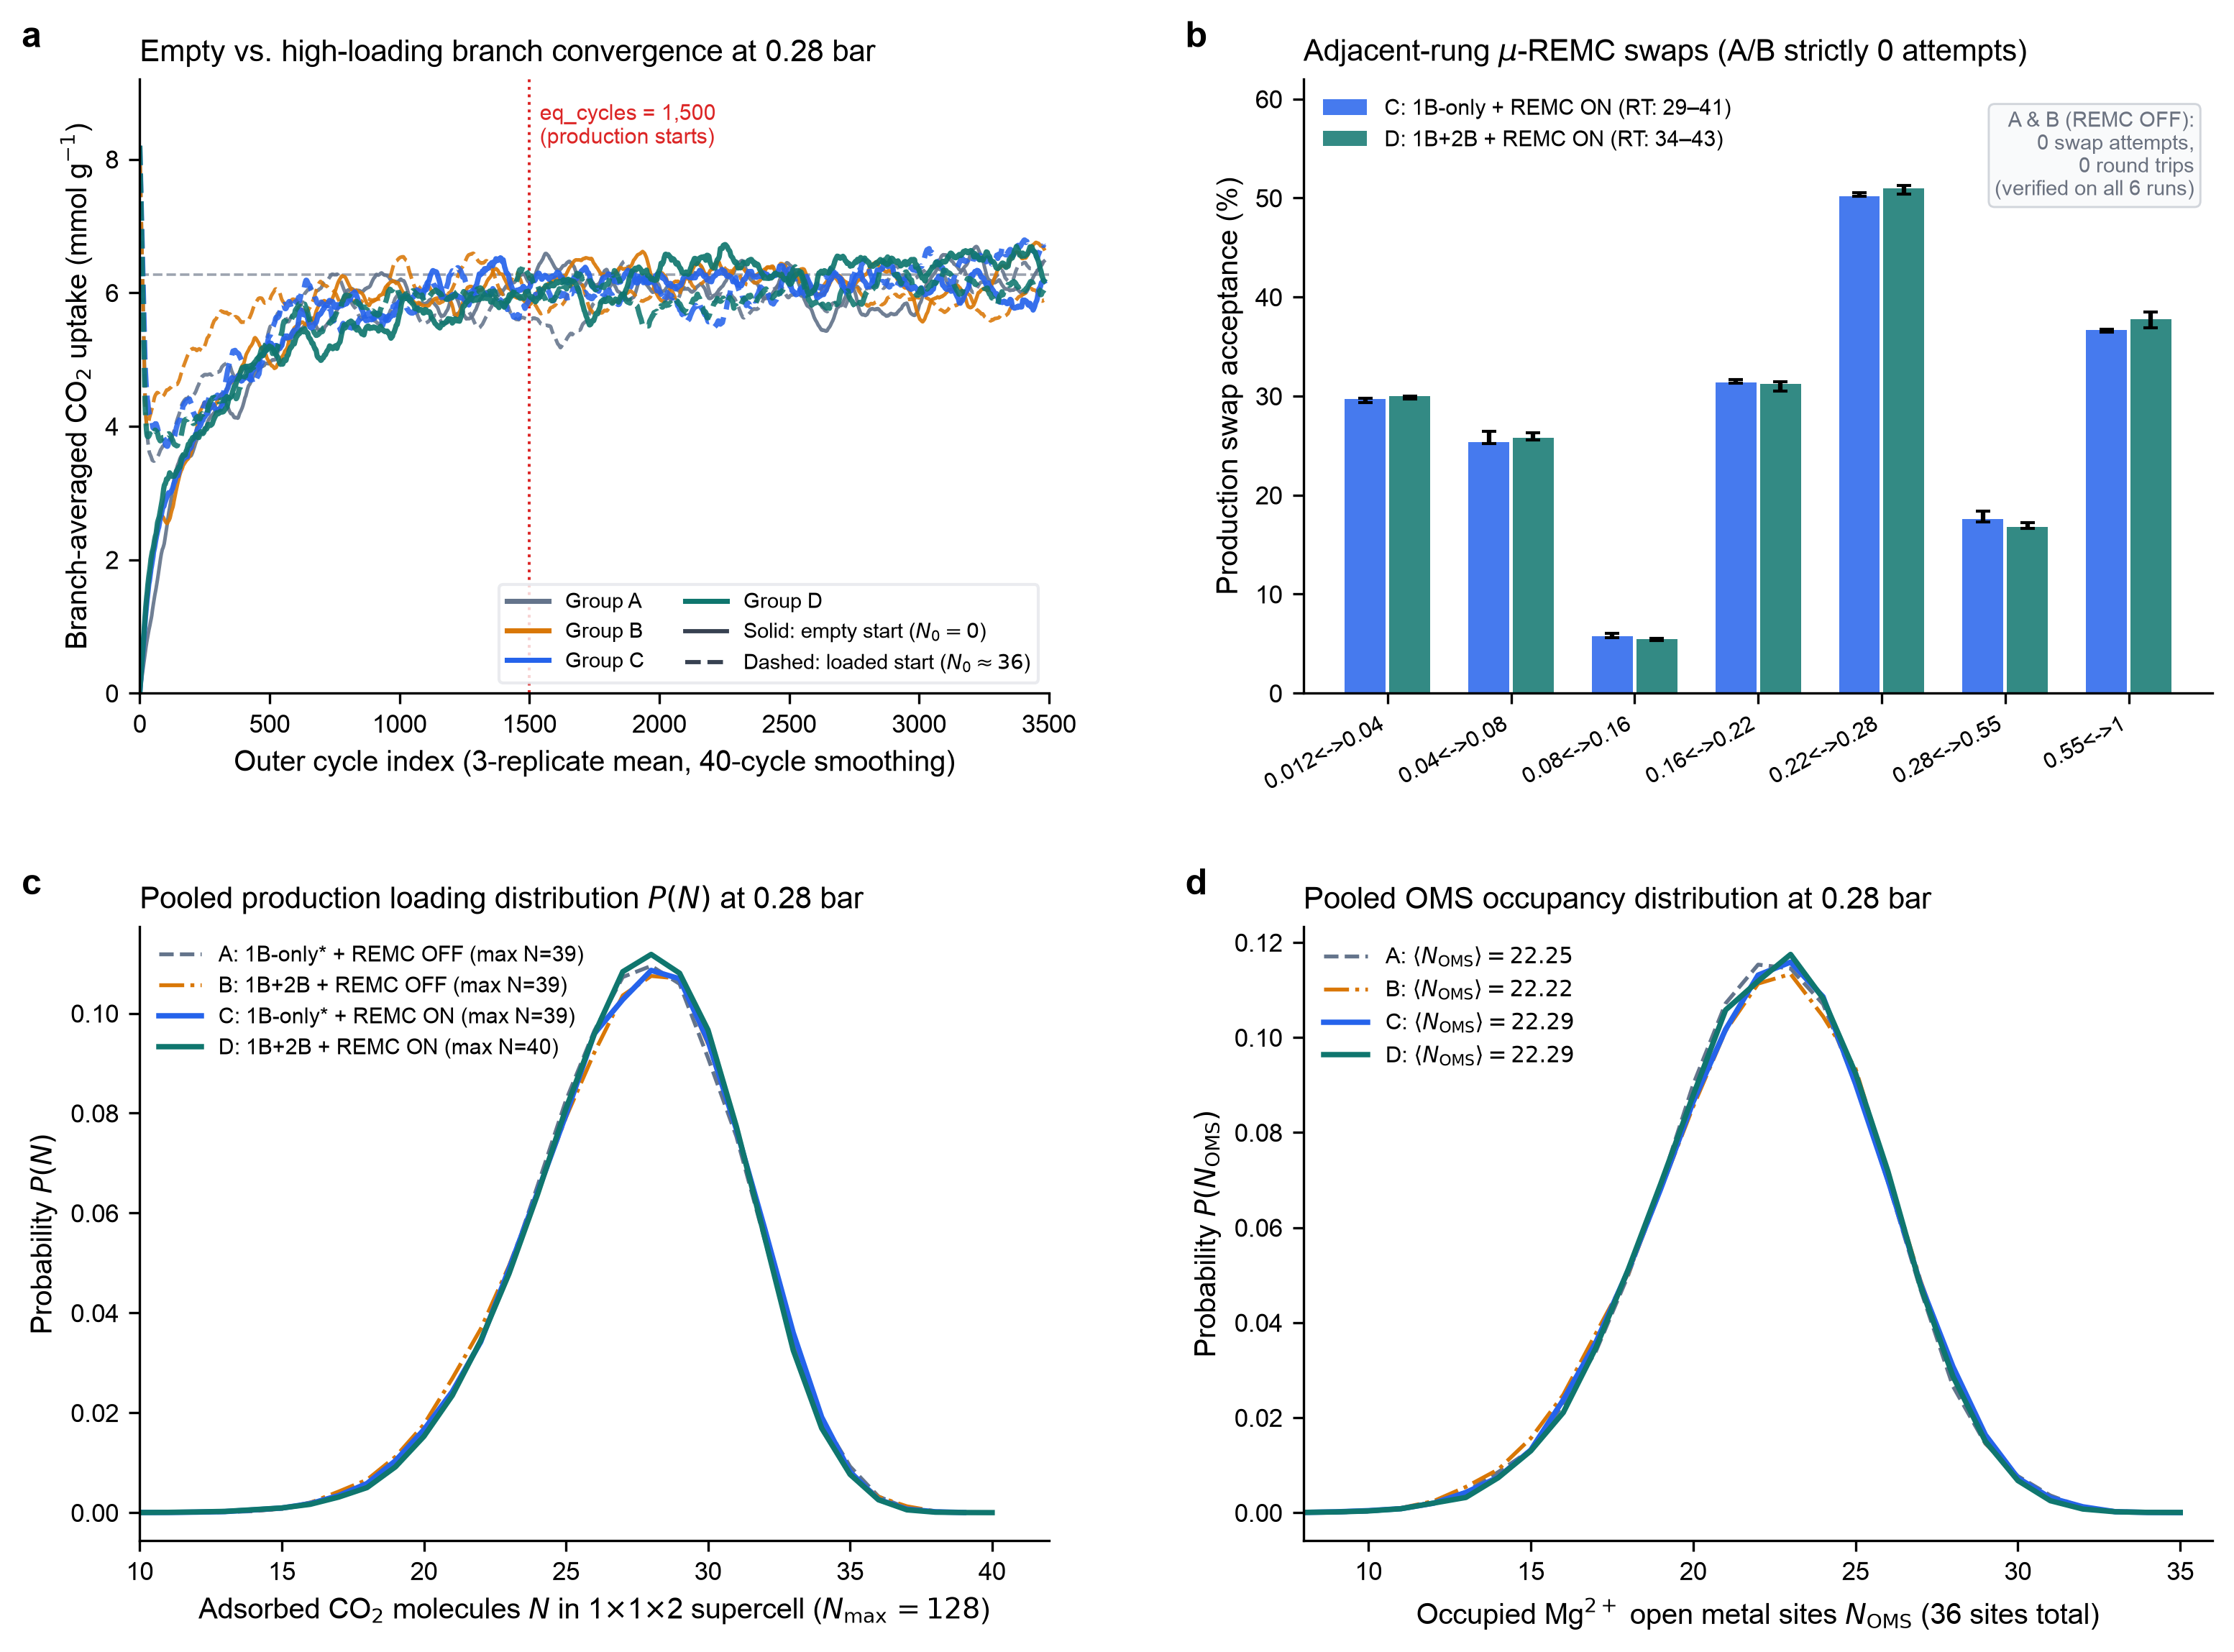 a
Empty vs. high-loading branch convergence at 0.28 bar
eq_cycles = 1,500
(production starts)
Branch-averaged CO₂ uptake (mmol g⁻¹)
8
6
4
2
0
Group A
Group B
Group C
Group D
Solid: empty start (N₀ = 0)
Dashed: loaded start (N₀ ≈ 36)
0 500 1000 1500 2000 2500 3000 3500
Outer cycle index (3-replicate mean, 40-cycle smoothing)
b
Adjacent-rung μ-REMC swaps (A/B strictly 0 attempts)
C: 1B-only + REMC ON (RT: 29–41)
D: 1B+2B + REMC ON (RT: 34–43)
A & B (REMC OFF):
0 swap attempts,
0 round trips
(verified on all 6 runs)
Production swap acceptance (%)
60
50
40
30
20
10
0
0.012<->0.04
0.04<->0.08
0.08<->0.16
0.16<->0.22
0.22<->0.28
0.28<->0.55
0.55<->1
c
Pooled production loading distribution P(N) at 0.28 bar
A: 1B-only* + REMC OFF (max N=39)
B: 1B+2B + REMC OFF (max N=39)
C: 1B-only* + REMC ON (max N=39)
D: 1B+2B + REMC ON (max N=40)
Probability P(N)
0.10
0.08
0.06
0.04
0.02
0.00
10 15 20 25 30 35 40
Adsorbed CO₂ molecules N in 1×1×2 supercell (Nmax = 128)
d
Pooled OMS occupancy distribution at 0.28 bar
A: ⟨N_OMS⟩ = 22.25
B: ⟨N_OMS⟩ = 22.22
C: ⟨N_OMS⟩ = 22.29
D: ⟨N_OMS⟩ = 22.29
Probability P(N_OMS)
0.12
0.10
0.08
0.06
0.04
0.02
0.00
10 15 20 25 30 35
Occupied Mg²⁺ open metal sites N_OMS (36 sites total)